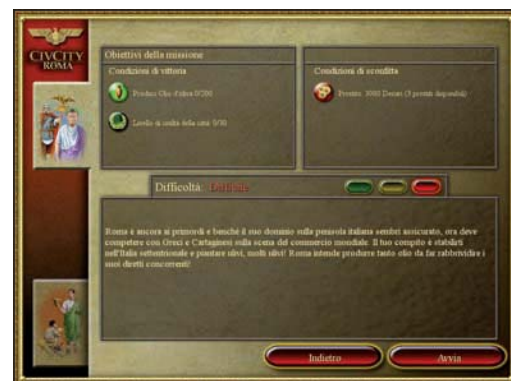 CIVCITY
ROMA
Obiettivi della missione
Condizioni di vittoria
Produci Olio d'oliva 0/200
Livello di civiltà della città: 0/30
Condizioni di sconfitta
Prestito: 3000 Denari (3 prestiti disponibili)
Difficoltà: Difficile
Roma è ancora ai primordi e benché il suo dominio sulla penisola italiana sembri assicurato, ora deve
competere con Greci e Cartaginesi sulla scena del commercio mondiale. Il tuo compito è stabilirti
nell'Italia settentrionale e piantare ulivi, molti ulivi! Roma intende produrre tanto olio da far rabbrividire i
suoi diretti concorrenti!
Indietro
Avvia